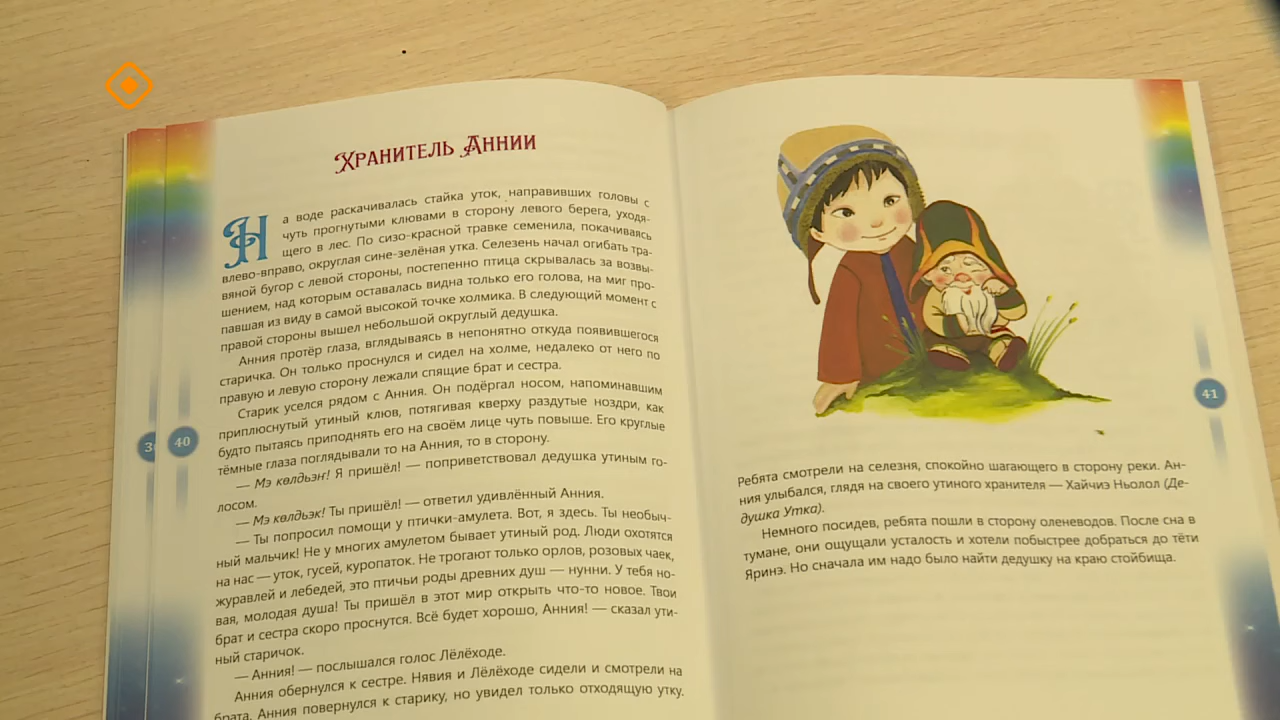 Хранитель Аннии
На воде раскачивалась стайка уток, направивших головы с
чуть прогнутыми клювами в сторону левого берега, уходя-
щего в лес. По сизо-красной травке семенила, покачиваясь
влево-вправо, округлая сине-зелёная утка. Селезень начал огибать тра-
вяной бугор с левой стороны, постепенно птица скрывалась за возвы-
шением, над которым оставалась видна только его голова, на миг про-
павшая из виду в самой высокой точке холмика. В следующий момент с
правой стороны вышел небольшой округлый дедушка.
Анния протёр глаза, вглядываясь в непонятно откуда появившегося
старичка. Он только проснулся и сидел на холме, недалеко от него по
правую и левую сторону лежали спящие брат и сестра.
Старик уселся рядом с Анния. Он подёргал носом, напоминавшим
приплюснутый утиный клюв, потягивая кверху раздутые ноздри, как
будто пытаясь приподнять его на своём лице чуть повыше. Его круглые
тёмные глаза поглядывали то на Анния, то в сторону.
— Мэ көлдьэн! Я пришёл! — поприветствовал дедушка утиным го-
лосом.
— Мэ көлдьэк! Ты пришёл! — ответил удивлённый Анния.
— Ты попросил помощи у птички-амулета. Вот, я здесь. Ты необыч-
ный мальчик! Не у многих амулетом бывает утиный род. Люди охотятся
на нас — уток, гусей, куропаток. Не трогают только орлов, розовых чаек,
журавлей и лебедей, это птичьи роды древних душ — нунни. У тебя но-
вая, молодая душа! Ты пришёл в этот мир открыть что-то новое. Твои
брат и сестра скоро проснутся. Всё будет хорошо, Анния! — сказал ути-
ный старичок.
— Анния! — послышался голос Лёлёходе.
Анния обернулся к сестре. Нявия и Лёлёходе сидели и смотрели на
брата. Анния повернулся к старику, но увидел только отходящую утку.
40
Ребята смотрели на селезня, спокойно шагающего в сторону реки. Ан-
ния улыбался, глядя на своего утиного хранителя — Хайчиэ Ньолол (Де-
душка Утка).
Немного посидев, ребята пошли в сторону оленеводов. После сна в
тумане, они ощущали усталость и хотели побыстрее добраться до тёти
Яринэ. Но сначала им надо было найти дедушку на краю стойбища.
41